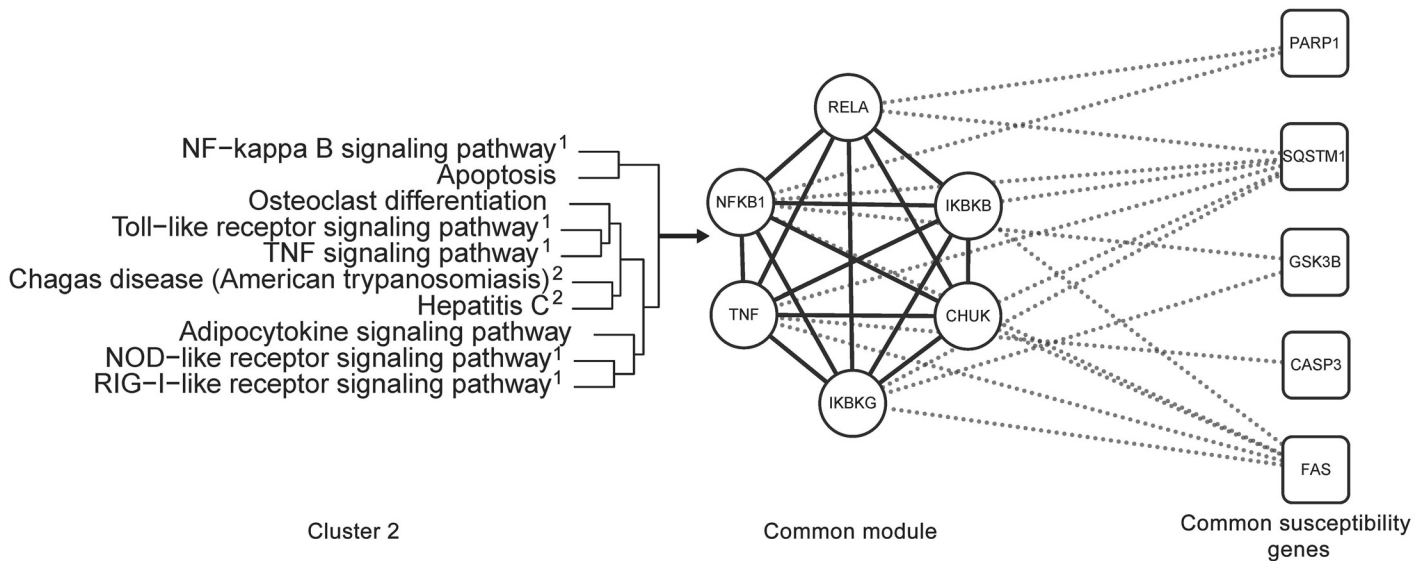 NF−kappa B signaling pathway¹
Apoptosis
Osteoclast differentiation
Toll−like receptor signaling pathway¹
TNF signaling pathway¹
Chagas disease (American trypanosomiasis)²
Hepatitis C²
Adipocytokine signaling pathway
NOD−like receptor signaling pathway¹
RIG−I−like receptor signaling pathway¹
Cluster 2
RELA
NFKB1
IKBKB
TNF
CHUK
IKBKG
Common module
PARP1
SQSTM1
GSK3B
CASP3
FAS
Common susceptibility
genes